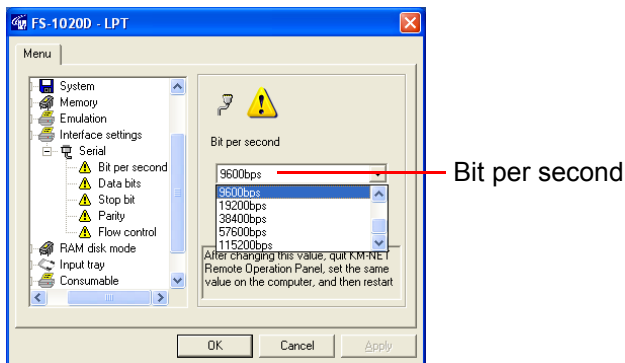 FS-1020D - LPT
Menu
System
Memory
Emulation
Interface settings
Serial
Bit per second
Data bits
Stop bit
Parity
Flow control
RAM disk mode
Input tray
Consumable
Bit per second
9600bps
9600bps
19200bps
38400bps
57600bps
115200bps
After changing this value, quit KM-NET
Remote Operation Panel, set the same
value on the computer, and then restart
OK
Cancel
Apply
Bit per second